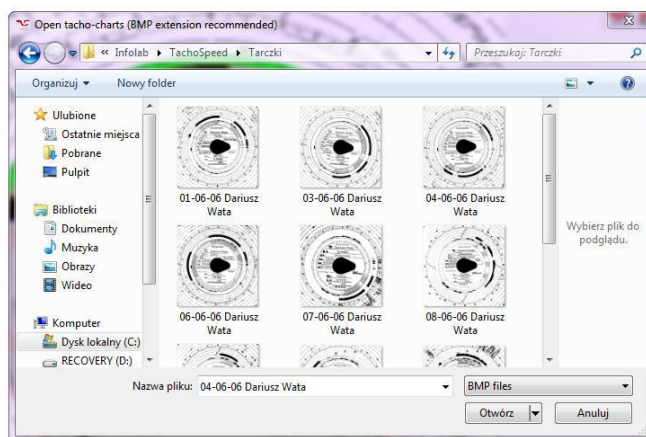 Open tacho-charts (BMP extension recommended)
« Infolab ▸ TachoSpeed ▸ Tarczki
Przeszukaj: Tarczki
Organizuj
Nowy folder
Ulubione
Ostatnie miejsca
Pobrane
Pulpit
Biblioteki
Dokumenty
Muzyka
Obrazy
Wideo
Komputer
Dysk lokalny (C:)
RECOVERY (D:)
01-06-06 Dariusz
Wata
03-06-06 Dariusz
Wata
04-06-06 Dariusz
Wata
06-06-06 Dariusz
Wata
07-06-06 Dariusz
Wata
08-06-06 Dariusz
Wata
Wybierz plik do
podglądu.
Nazwa pliku: 04-06-06 Dariusz Wata
BMP files
Otwórz
Anuluj